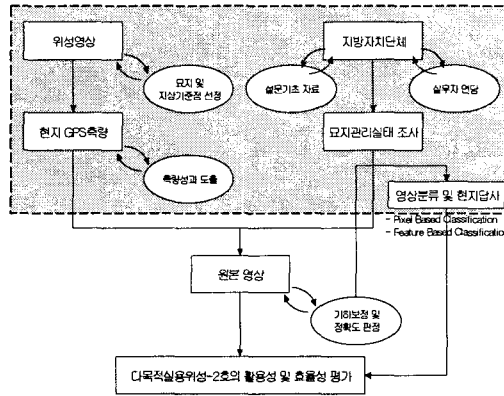 위성영상
묘지 및
지상기준점 선정
현지 GPS측량
측량성과 도출
지방자치단체
설문기초 자료
실무자 면담
묘지관리실태 조사
영상분류 및 현지답사
- Pixel Based Classification
- Feature Based Classification
원본 영상
기하보정 및
정확도 판정
다목적실용위성-2호의 활용성 및 효율성 평가